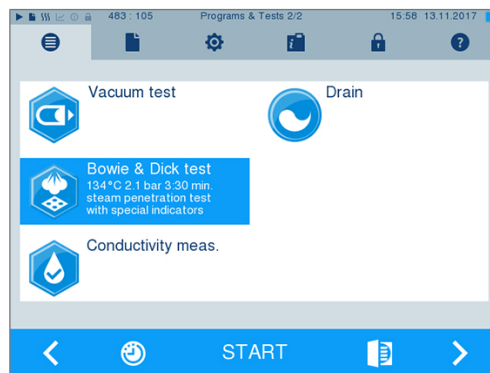 483 : 105 Programs & Tests 2/2 15:58 13.11.2017
Vacuum test
Drain
Bowie & Dick test
134°C 2.1 bar 3:30 min.
steam penetration test
with special indicators
Conductivity meas.
START